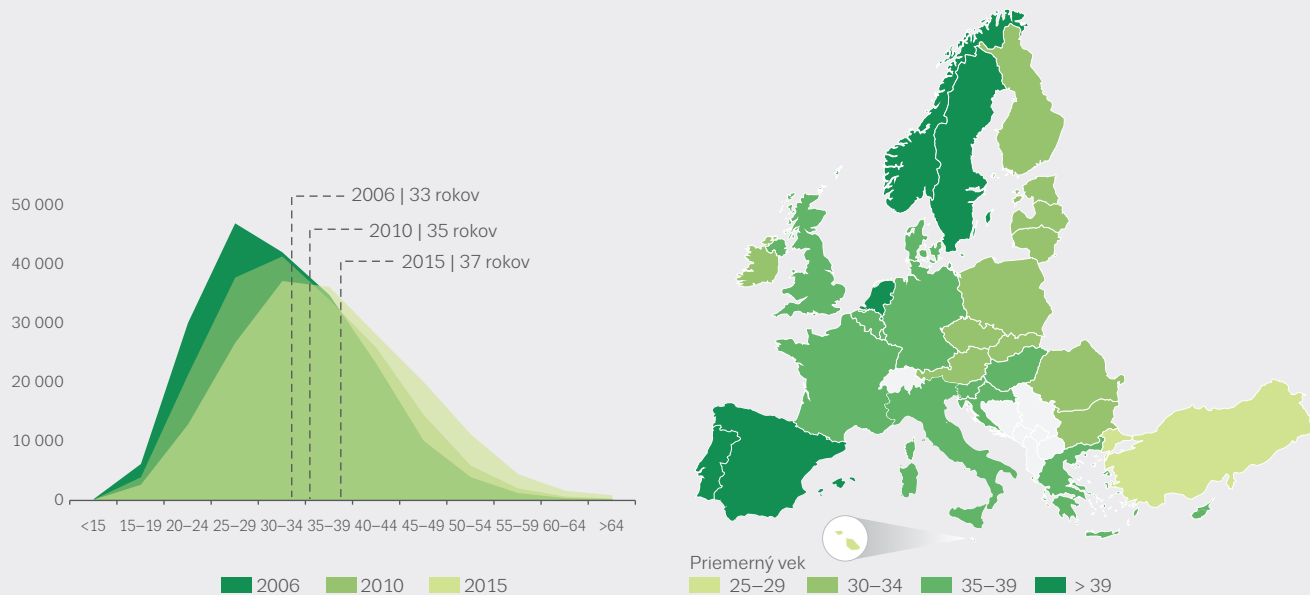 2006 | 33 rokov
2010 | 35 rokov
2015 | 37 rokov
50 000
40 000
30 000
20 000
10 000
0
<15 15–19 20–24 25–29 30–34 35–39 40–44 45–49 50–54 55–59 60–64 >64
2006 2010 2015
Priemerný vek
25–29 30–34 35–39 > 39